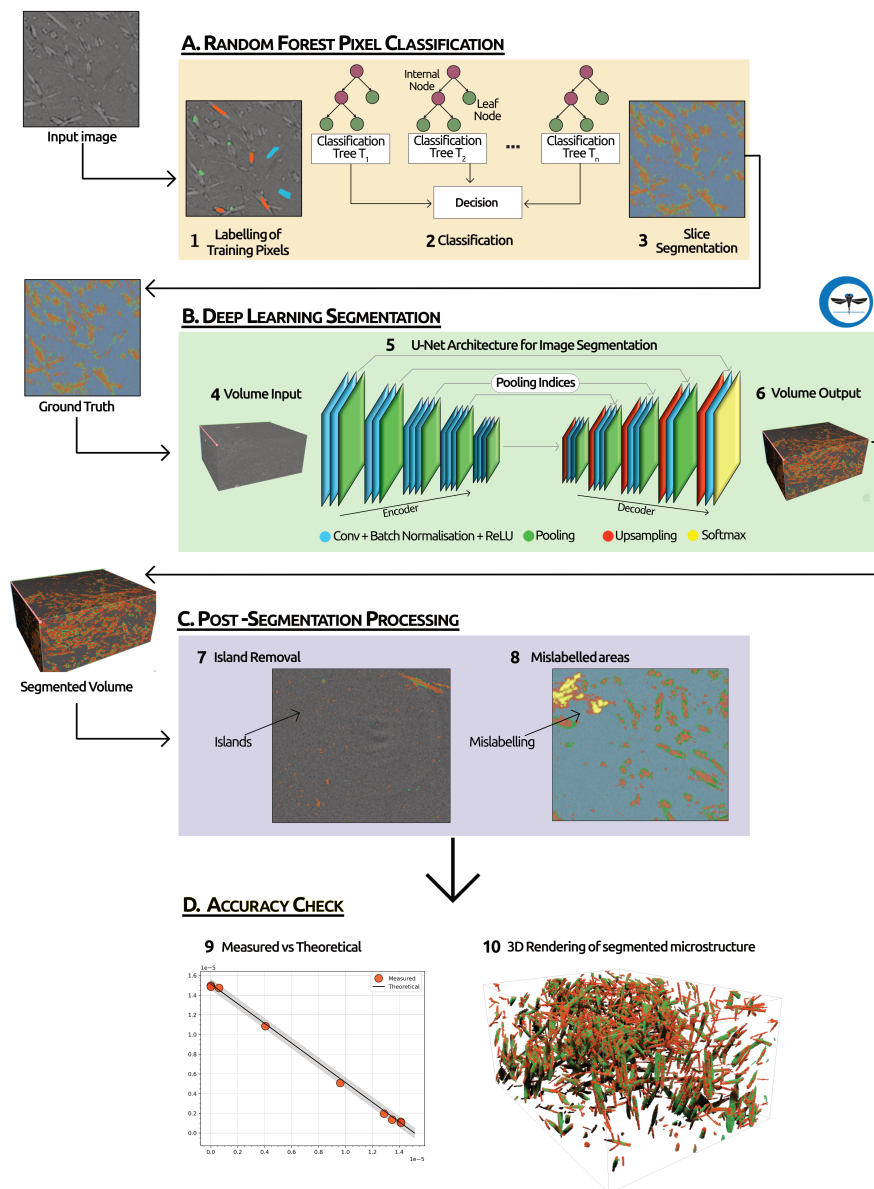 Input image
A. RANDOM FOREST PIXEL CLASSIFICATION
Internal
Node
Leaf
Node
Classification
Tree T1
Classification
Tree T2
...
Classification
Tree Tn
Decision
1 Labelling of
Training Pixels
2 Classification
3 Slice
Segmentation
Ground Truth
B. DEEP LEARNING SEGMENTATION
5 U-Net Architecture for Image Segmentation
4 Volume Input
Pooling Indices
6 Volume Output
Encoder
Decoder
Conv + Batch Normalisation + ReLU
Pooling
Upsampling
Softmax
Segmented Volume
C. POST -SEGMENTATION PROCESSING
7 Island Removal
Islands
8 Mislabelled areas
Mislabelling
D. ACCURACY CHECK
9 Measured vs Theoretical
1e−5
Measured
Theoretical
1.6
1.4
1.2
1.0
0.8
0.6
0.4
0.2
0.0
0.0 0.2 0.4 0.6 0.8 1.0 1.2 1.4
1e−5
10 3D Rendering of segmented microstructure